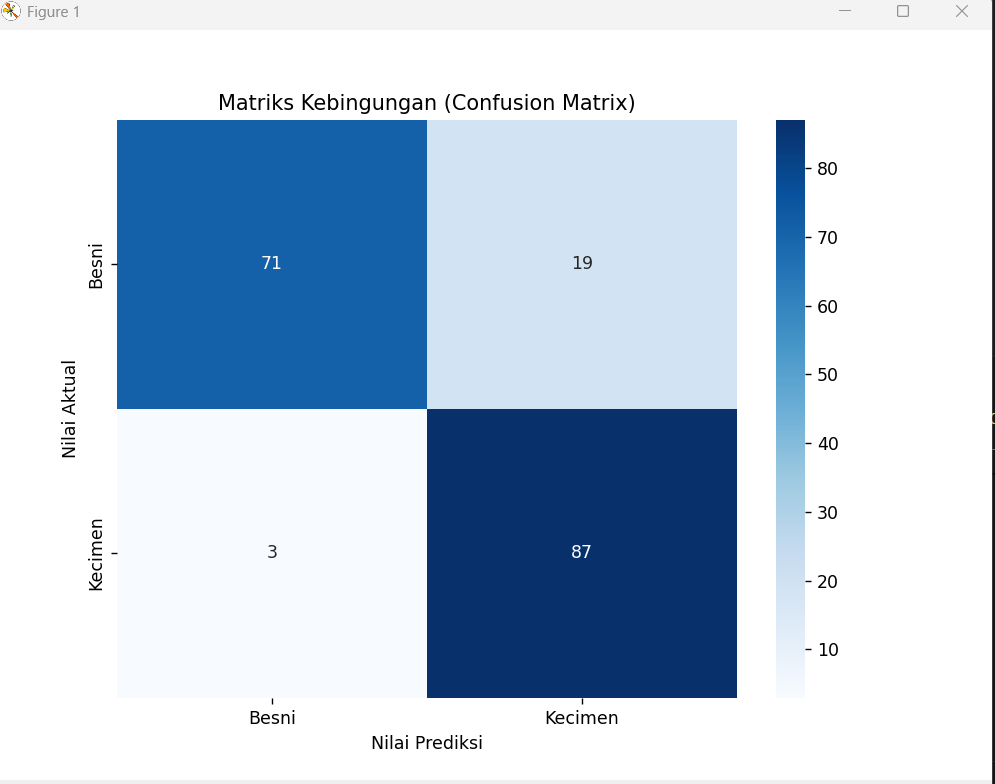 Figure 1
Matriks Kebingungan (Confusion Matrix)
Nilai Aktual
Besni
71
19
Kecimen
3
87
Besni
Kecimen
Nilai Prediksi
80
70
60
50
40
30
20
10